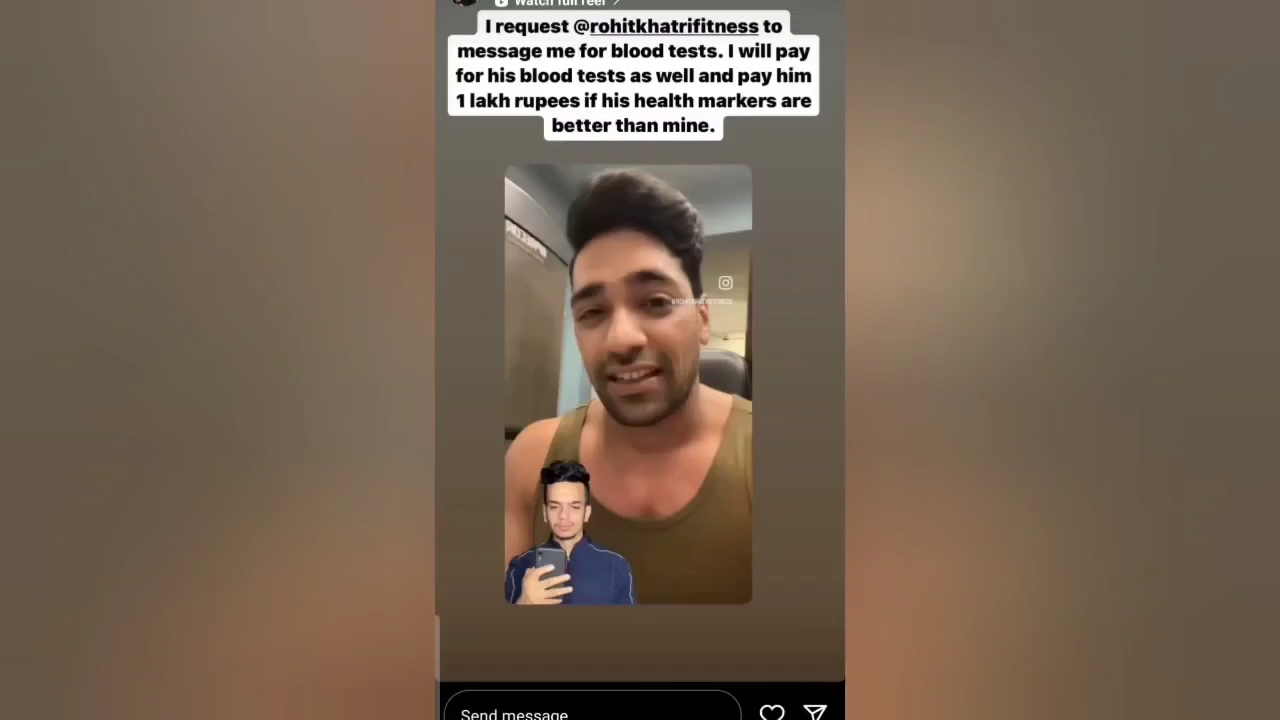 Watch full reel
I request @rohitkhatrifitness to
message me for blood tests. I will pay
for his blood tests as well and pay him
1 lakh rupees if his health markers are
better than mine.
@ROHITKHATRIFITNESS
Send message